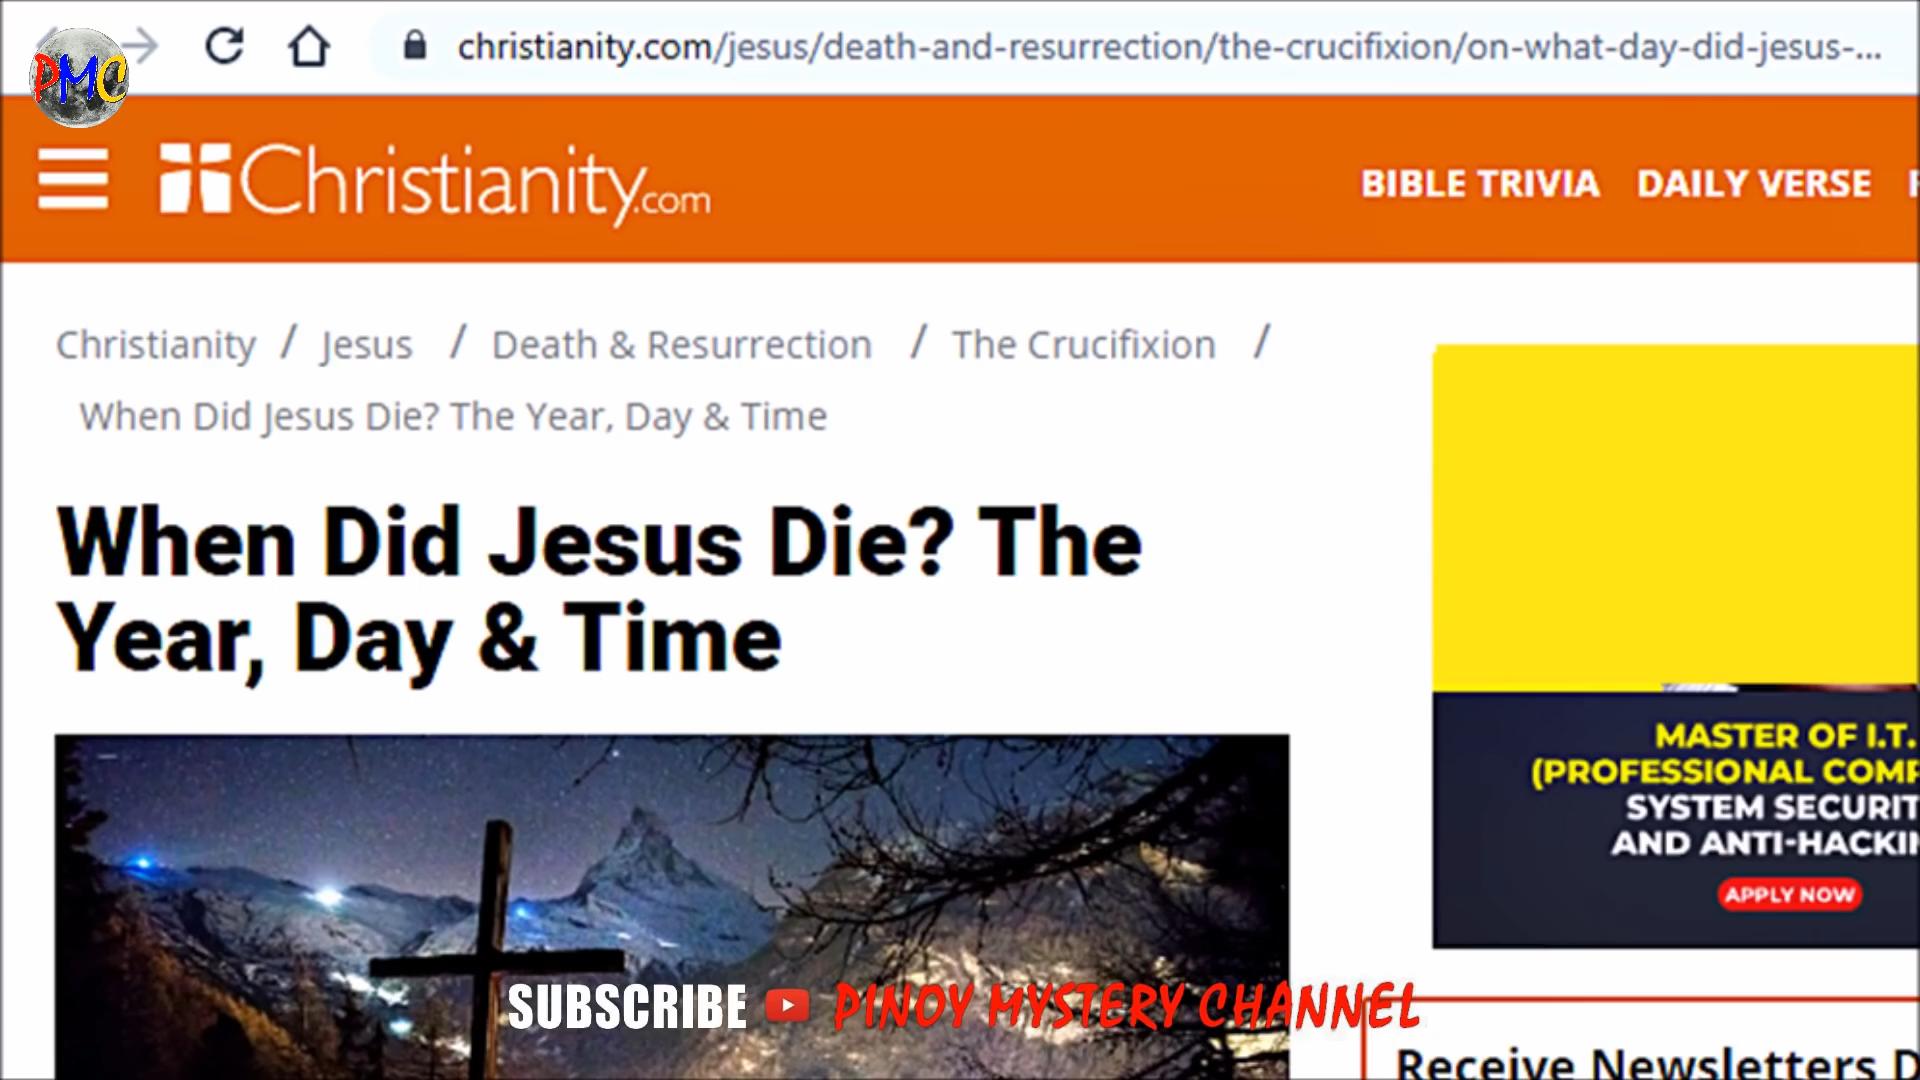 PMC
christianity.com/jesus/death-and-resurrection/the-crucifixion/on-what-day-did-jesus-...
Christianity.com
BIBLE TRIVIA DAILY VERSE
Christianity / Jesus / Death & Resurrection / The Crucifixion /
When Did Jesus Die? The Year, Day & Time
When Did Jesus Die? The
Year, Day & Time
MASTER OF I.T.
(PROFESSIONAL COMP
SYSTEM SECURIT
AND ANTI-HACKIN
APPLY NOW
SUBSCRIBE PINOY MYSTERY CHANNEL
Receive Newsletters D